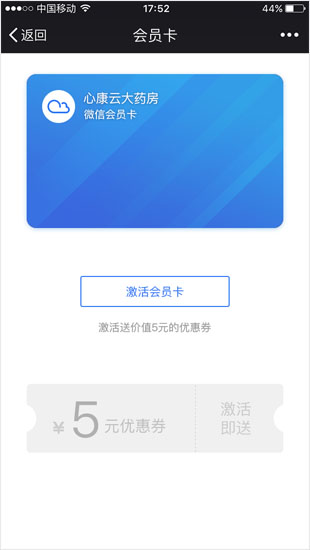 中国移动 17:52 44%
返回 会员卡
心康云大药房
微信会员卡
激活会员卡
激活送价值5元的优惠券
¥5元优惠券
激活
即送